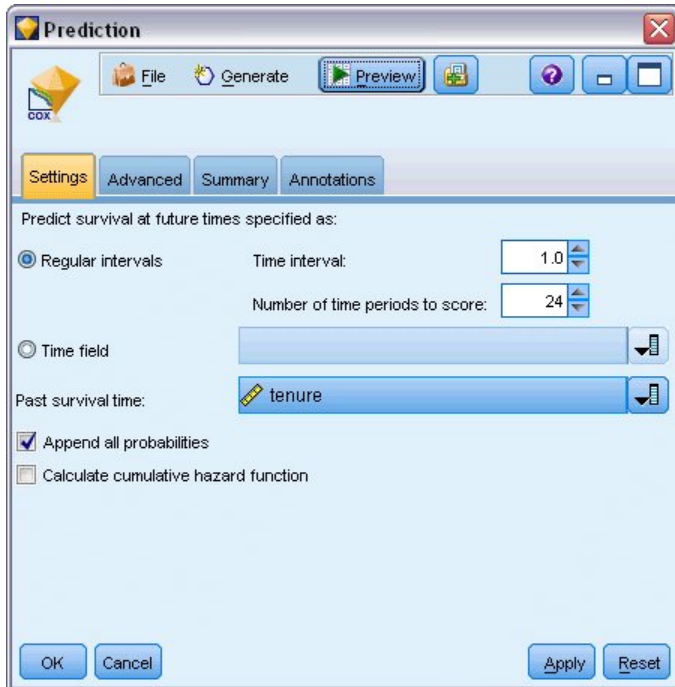 Prediction
File Generate Preview
COX
Settings Advanced Summary Annotations
Predict survival at future times specified as:
Regular intervals Time interval: 1.0
Number of time periods to score: 24
Time field
Past survival time: tenure
Append all probabilities
Calculate cumulative hazard function
OK Cancel Apply Reset